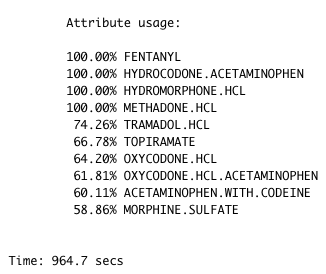 Attribute usage:
100.00% FENTANYL
100.00% HYDROCODONE.ACETAMINOPHEN
100.00% HYDROMORPHONE.HCL
100.00% METHADONE.HCL
74.26% TRAMADOL.HCL
66.78% TOPIRAMATE
64.20% OXYCODONE.HCL
61.81% OXYCODONE.HCL.ACETAMINOPHEN
60.11% ACETAMINOPHEN.WITH.CODEINE
58.86% MORPHINE.SULFATE
Time: 964.7 secs